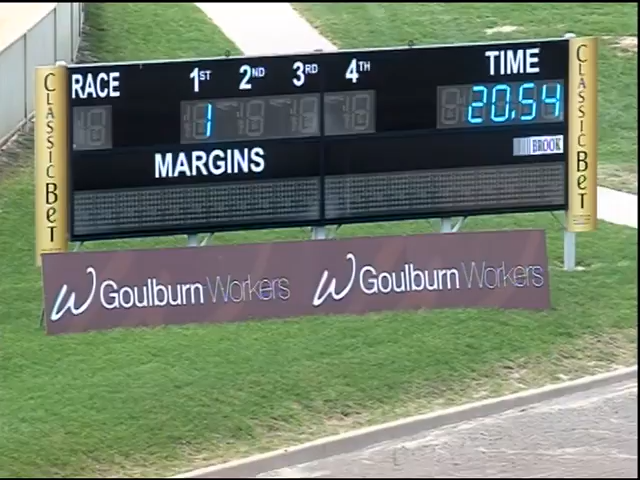 RACE 1ST 2ND 3RD 4TH TIME
1 20.54
MARGINS BROOK
CLASSICBET
CLASSICBET
W Goulburn Workers W Goulburn Workers